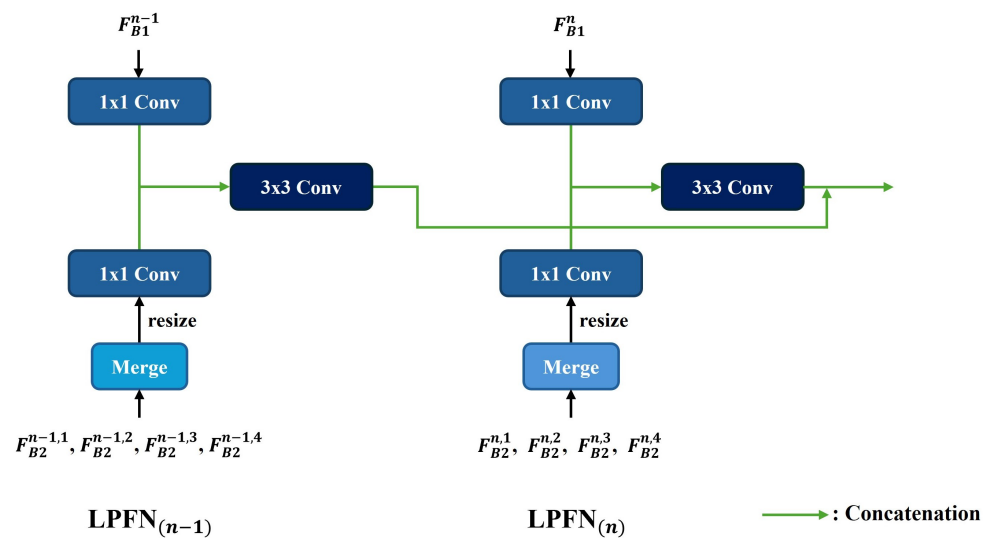 F_{B1}^{n-1}
F_{B1}^{n}
1x1 Conv
1x1 Conv
3x3 Conv
3x3 Conv
1x1 Conv
1x1 Conv
resize
resize
Merge
Merge
F_{B2}^{n-1,1}, F_{B2}^{n-1,2}, F_{B2}^{n-1,3}, F_{B2}^{n-1,4}
F_{B2}^{n,1}, F_{B2}^{n,2}, F_{B2}^{n,3}, F_{B2}^{n,4}
LPFN_{(n-1)}
LPFN_{(n)}
: Concatenation